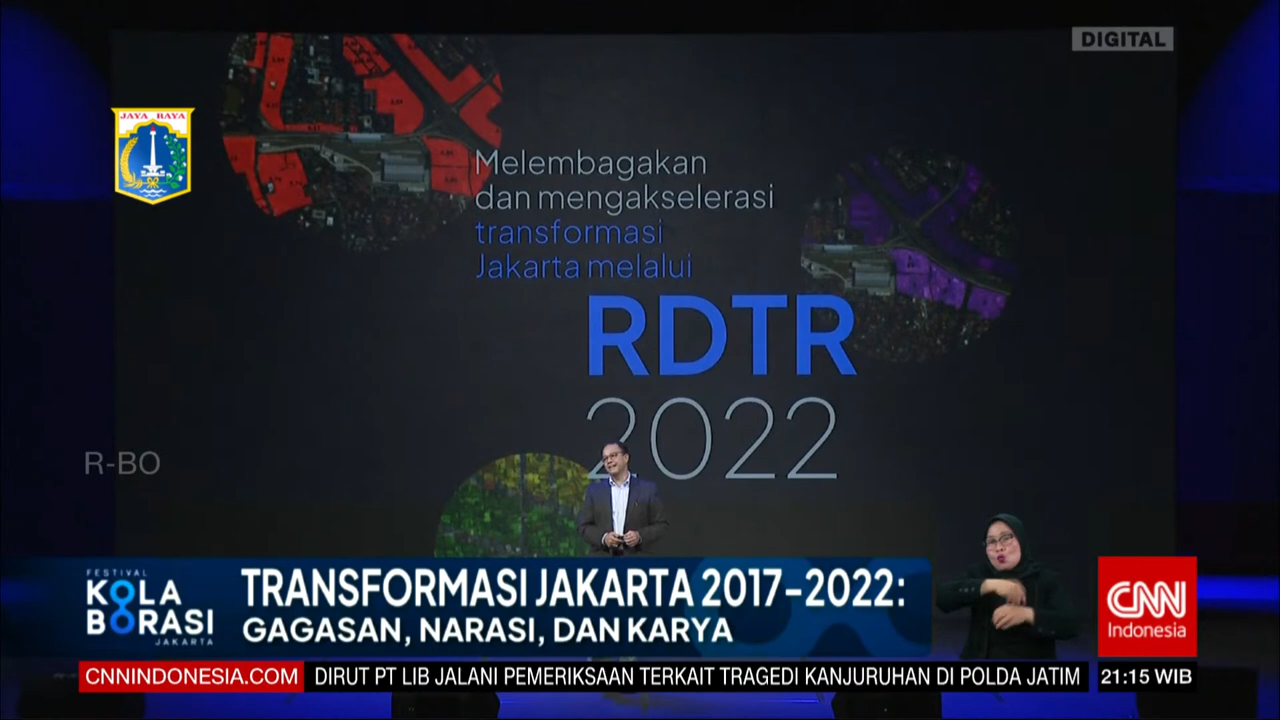 DIGITAL
JAYA RAYA
Melembagakan
dan mengakselerasi
transformasi
Jakarta melalui
RDTR
2022
R-BO
FESTIVAL
KOLA
BORASI
JAKARTA
TRANSFORMASI JAKARTA 2017-2022:
GAGASAN, NARASI, DAN KARYA
CNN
Indonesia
CNNINDONESIA.COM
DIRUT PT LIB JALANI PEMERIKSAAN TERKAIT TRAGEDI KANJURUHAN DI POLDA JATIM
21:15 WIB